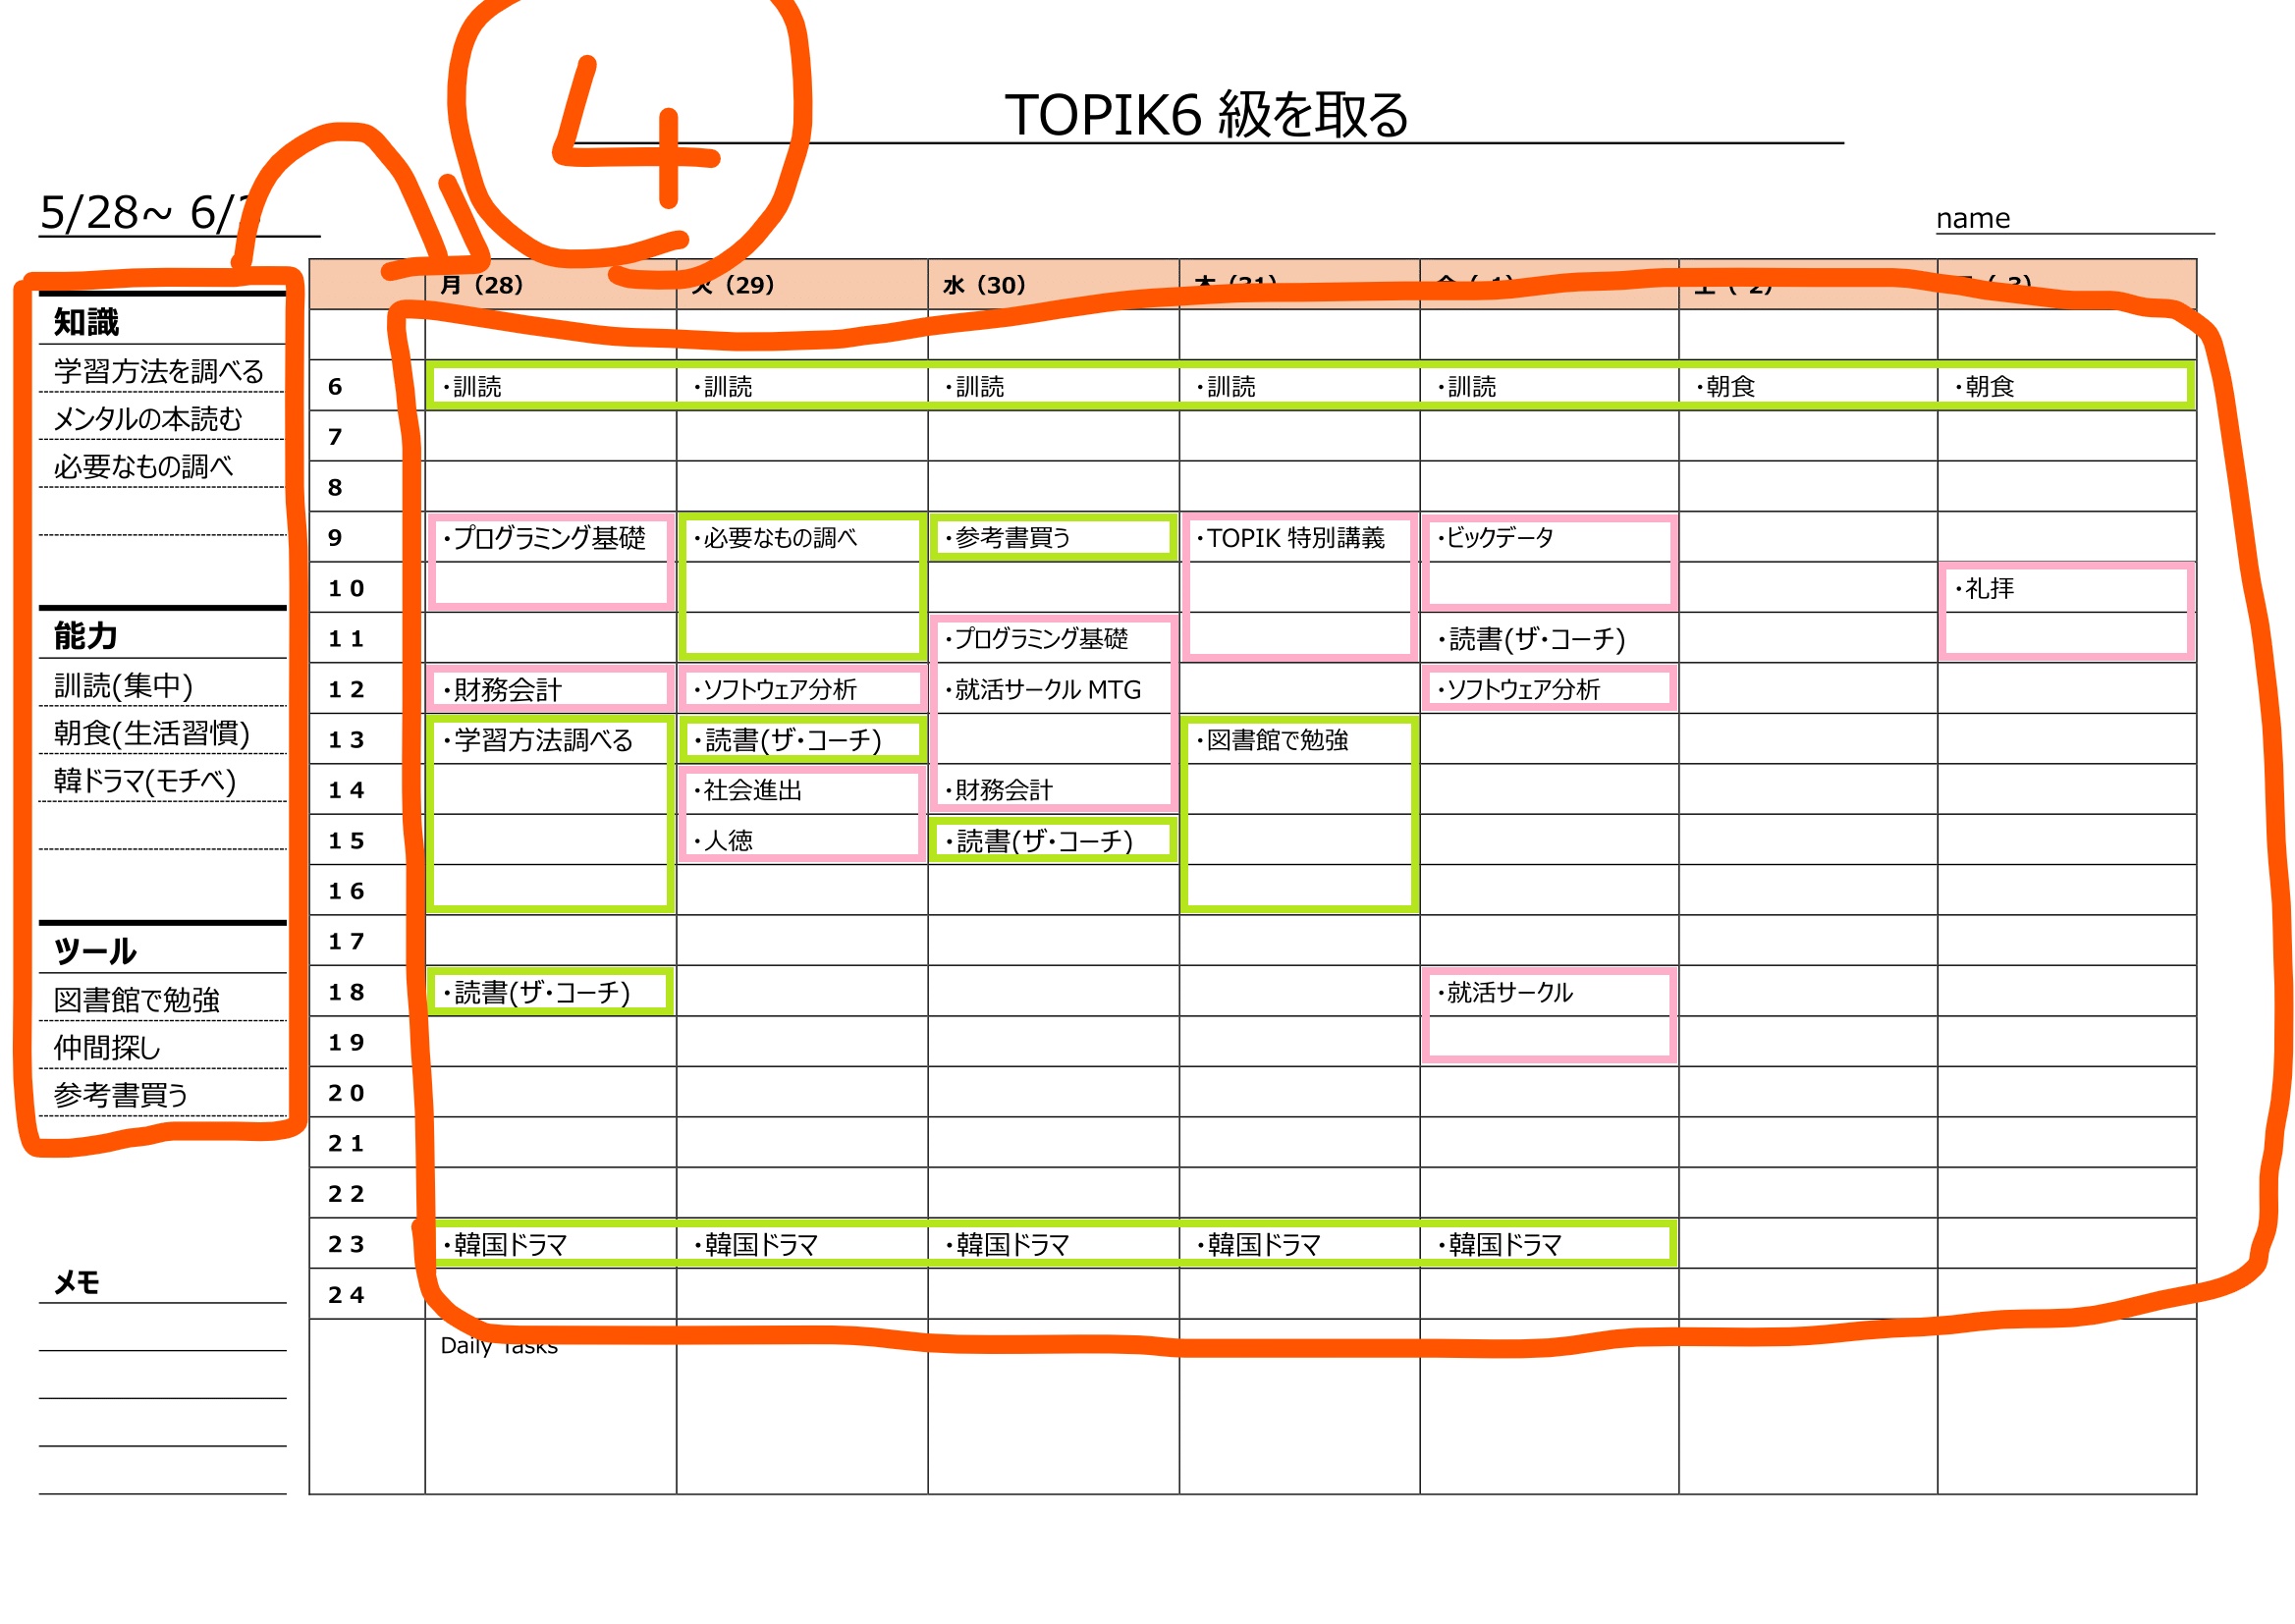 4
TOPIK6 級を取る
5/28~ 6/3
name
知識
学習方法を調べる
メンタルの本読む
必要なもの調べ
能力
訓読(集中)
朝食(生活習慣)
韓ドラマ(モチベ)
ツール
図書館で勉強
仲間探し
参考書買う
メモ
月（28） 火（29） 水（30） 木（31） 金（ 1） 土（ 2） 日（ 3）
6 ・訓読 ・訓読 ・訓読 ・訓読 ・訓読 ・朝食 ・朝食
7
8
9 ・プログラミング基礎 ・必要なもの調べ ・参考書買う ・TOPIK 特別講義 ・ビックデータ
10 ・礼拝
11 ・プログラミング基礎 ・読書(ザ・コーチ)
12 ・財務会計 ・ソフトウェア分析 ・就活サークル MTG ・ソフトウェア分析
13 ・学習方法調べる ・読書(ザ・コーチ) ・図書館で勉強
14 ・社会進出 ・財務会計
15 ・人徳 ・読書(ザ・コーチ)
16
17
18 ・読書(ザ・コーチ) ・就活サークル
19
20
21
22
23 ・韓国ドラマ ・韓国ドラマ ・韓国ドラマ ・韓国ドラマ ・韓国ドラマ
24
Daily Tasks